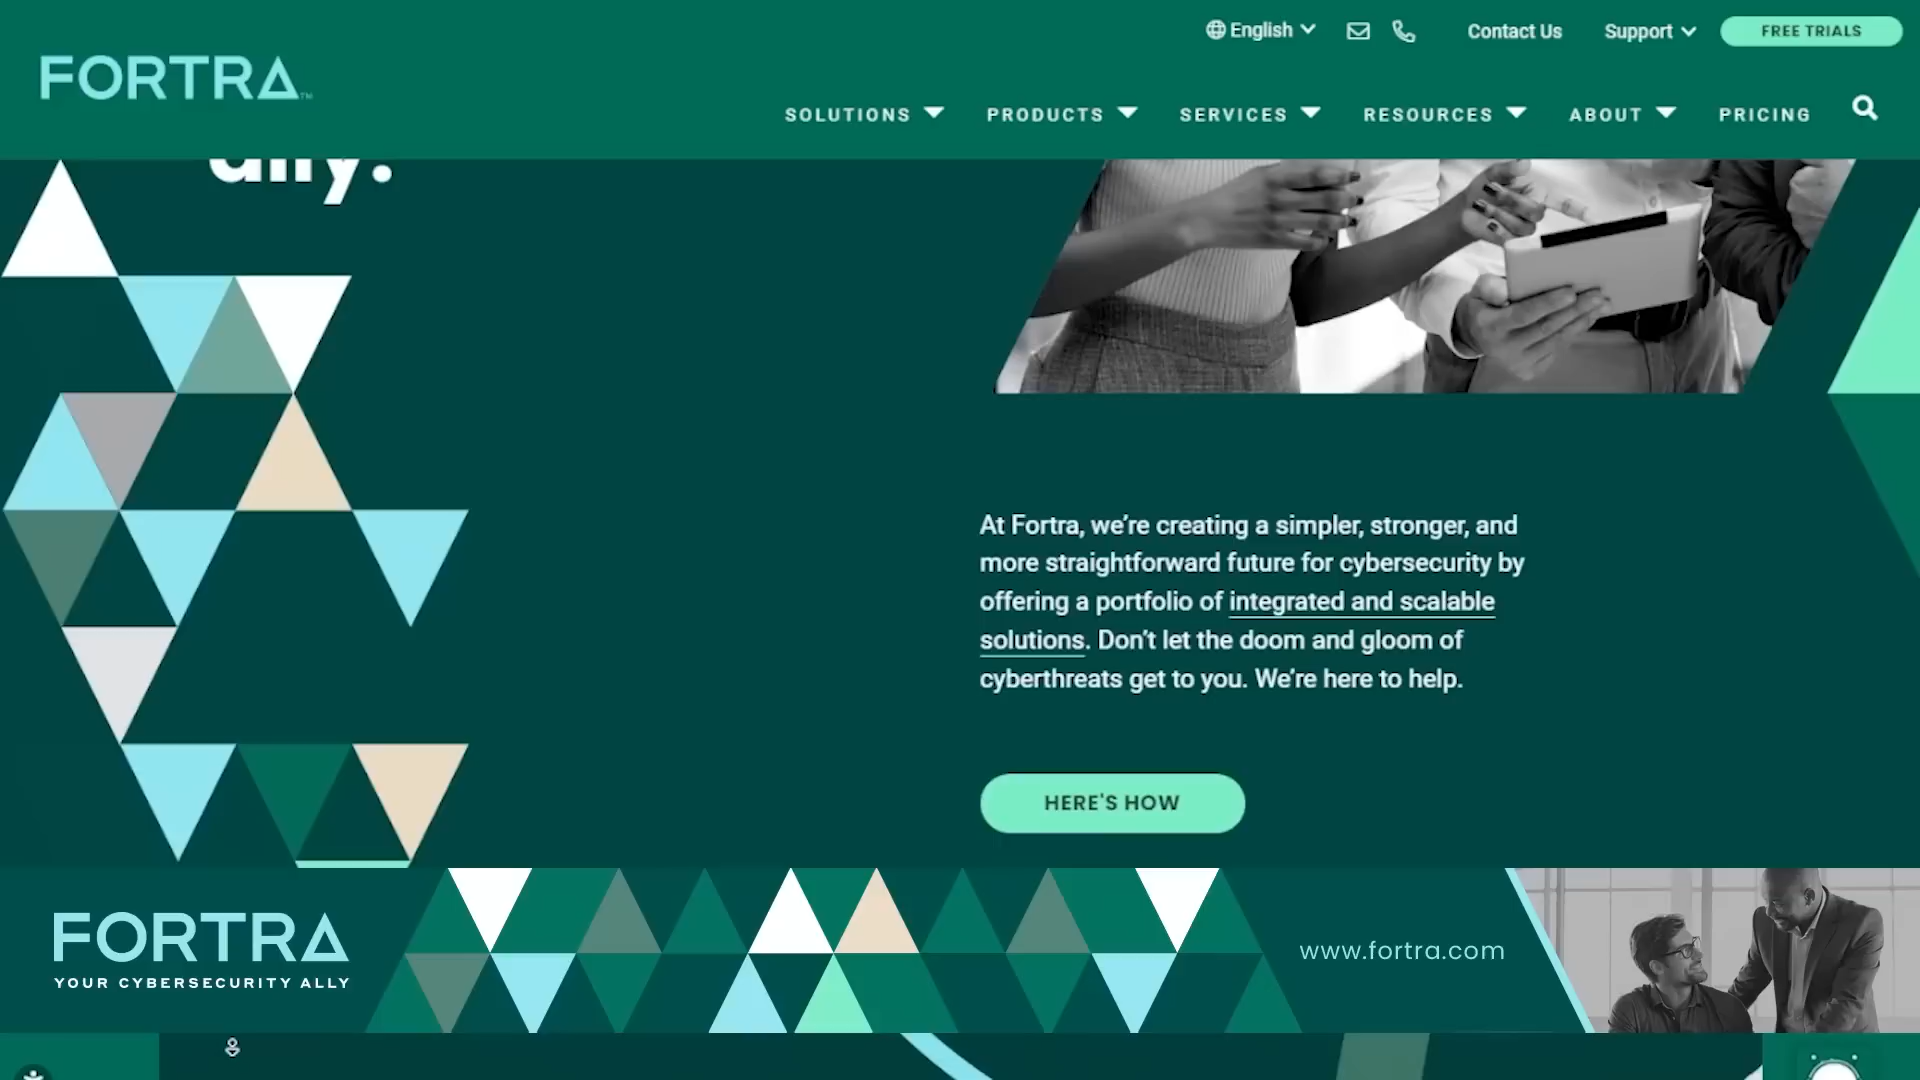 English
Contact Us
Support
FREE TRIALS
FORTRA™
SOLUTIONS
PRODUCTS
SERVICES
RESOURCES
ABOUT
PRICING
ally.
At Fortra, we’re creating a simpler, stronger, and
more straightforward future for cybersecurity by
offering a portfolio of integrated and scalable
solutions. Don’t let the doom and gloom of
cyberthreats get to you. We’re here to help.
HERE'S HOW
FORTRA
YOUR CYBERSECURITY ALLY
www.fortra.com